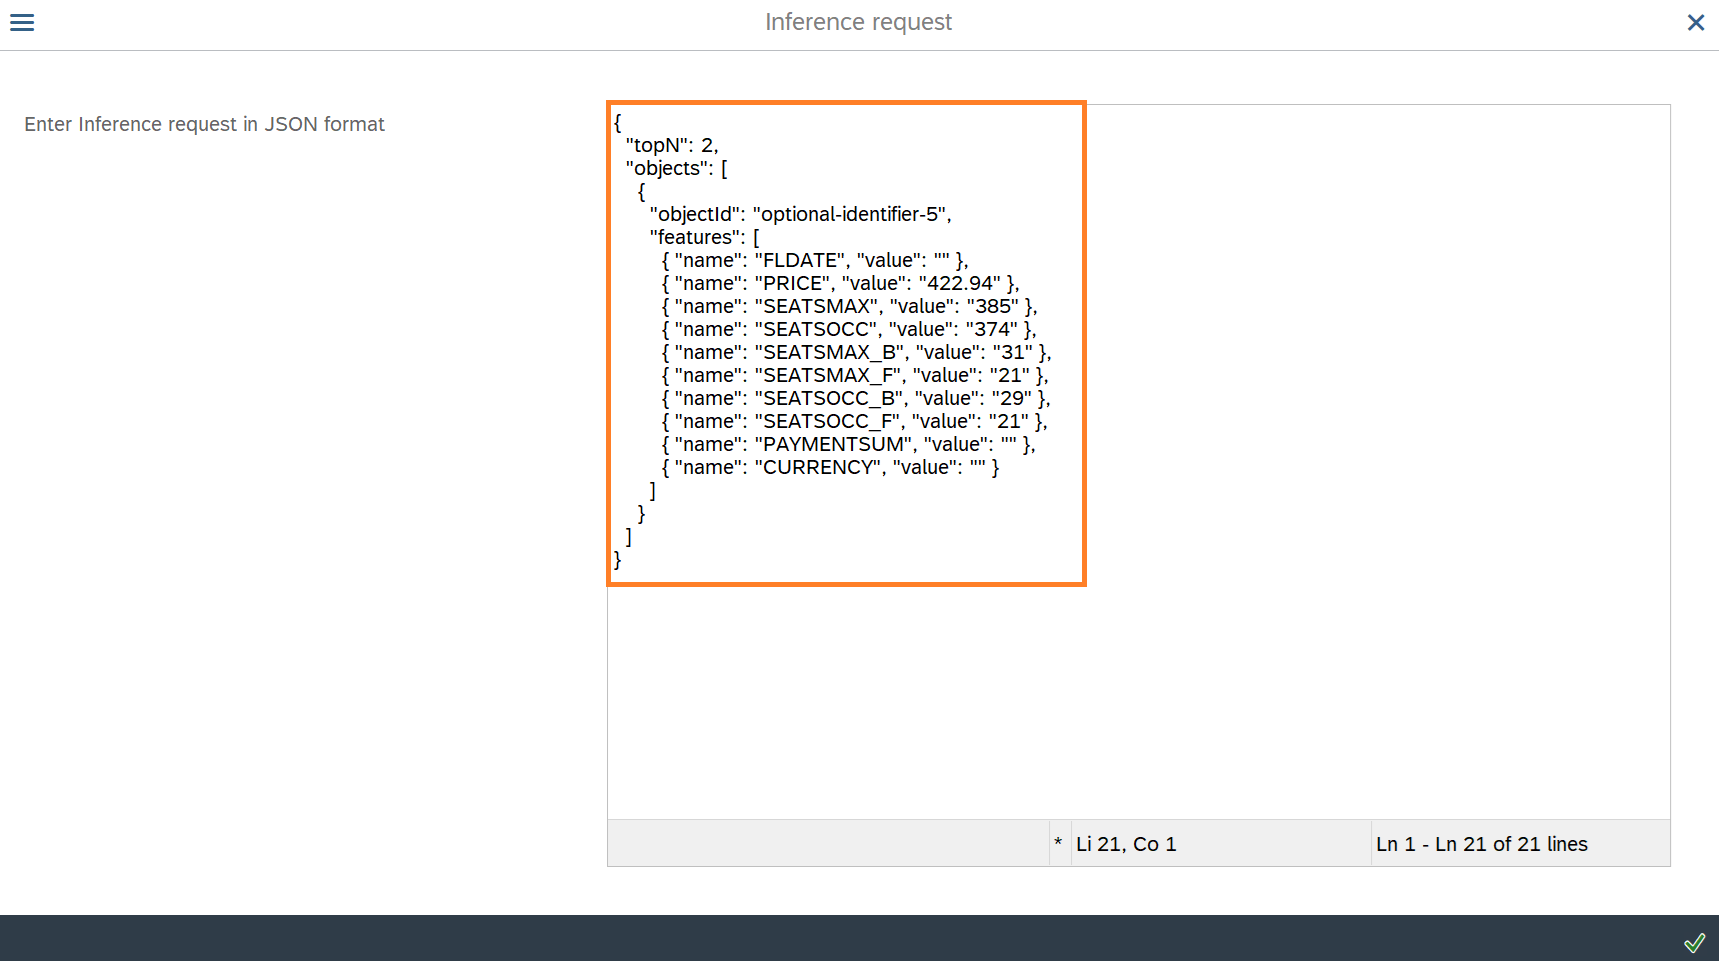 Inference request
Enter Inference request in JSON format
{
"topN": 2,
"objects": [
{
"objectId": "optional-identifier-5",
"features": [
{ "name": "FLDATE", "value": "" },
{ "name": "PRICE", "value": "422.94" },
{ "name": "SEATSMAX", "value": "385" },
{ "name": "SEATSOCC", "value": "374" },
{ "name": "SEATSMAX_B", "value": "31" },
{ "name": "SEATSMAX_F", "value": "21" },
{ "name": "SEATSOCC_B", "value": "29" },
{ "name": "SEATSOCC_F", "value": "21" },
{ "name": "PAYMENTSUM", "value": "" },
{ "name": "CURRENCY", "value": "" }
]
}
]
}
* Li 21, Co 1 Ln 1 - Ln 21 of 21 lines